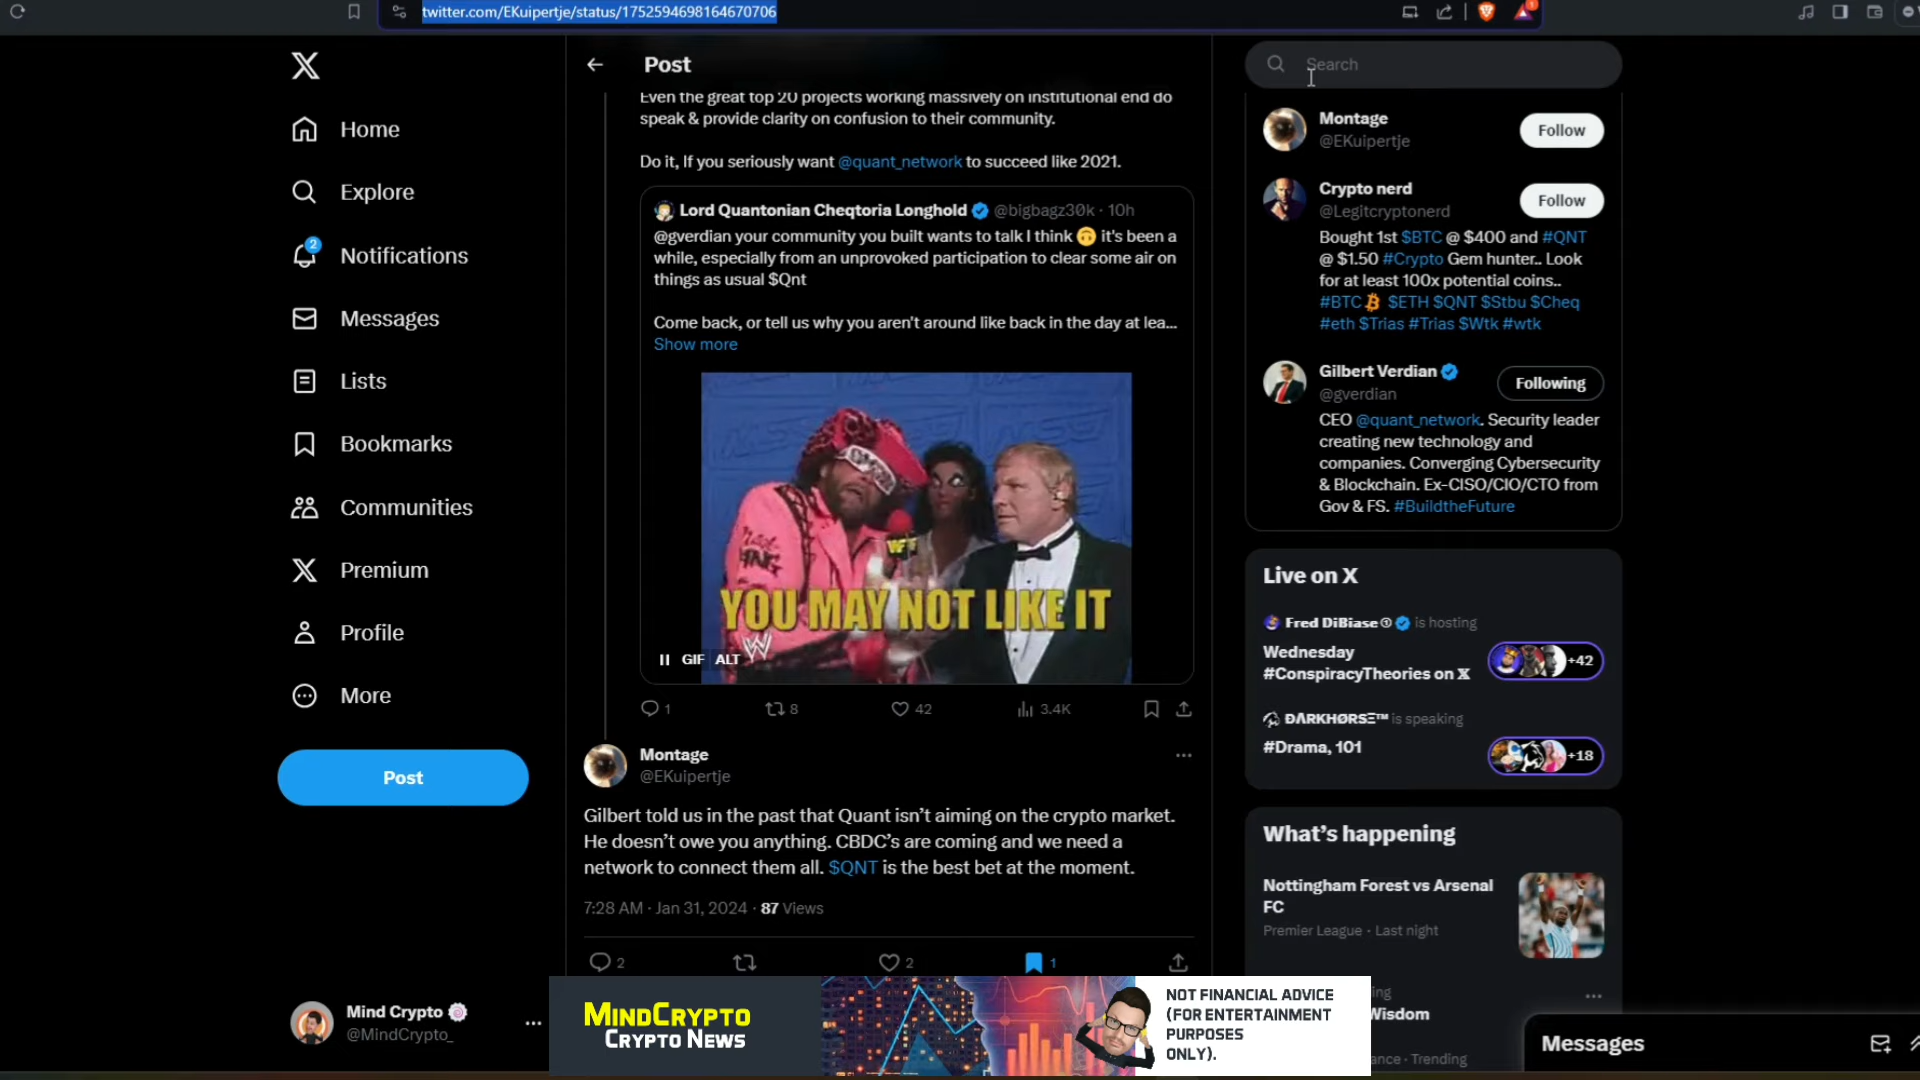 twitter.com/EKuipertje/status/1752594698164670706
Home
Explore
2
Notifications
Messages
Lists
Bookmarks
Communities
Premium
Profile
More
Post
Mind Crypto
@MindCrypto_
Post
Even the great top 20 projects working massively on institutional end do
speak & provide clarity on confusion to their community.
Do it, If you seriously want @quant_network to succeed like 2021.
Lord Quantonian Cheqtoria Longhold @bigbagz30k · 10h
@gverdian your community you built wants to talk I think 🙃 it's been a
while, especially from an unprovoked participation to clear some air on
things as usual $Qnt
Come back, or tell us why you aren't around like back in the day at lea...
Show more
WF
YOU MAY NOT LIKE IT
GIF ALT
1 8 42 3.4K
Montage
@EKuipertje
Gilbert told us in the past that Quant isn't aiming on the crypto market.
He doesn't owe you anything. CBDC's are coming and we need a
network to connect them all. $QNT is the best bet at the moment.
7:28 AM · Jan 31, 2024 · 87 Views
2 2 1
MINDCRYPTO
CRYPTO NEWS
NOT FINANCIAL ADVICE
(FOR ENTERTAINMENT
PURPOSES
ONLY).
Search
Montage
@EKuipertje
Follow
Crypto nerd
@Legitcryptonerd
Follow
Bought 1st $BTC @ $400 and #QNT
@ $1.50 #Crypto Gem hunter.. Look
for at least 100x potential coins..
#BTC $ETH $QNT $Stbu $Cheq
#eth $Trias #Trias $Wtk #wtk
Gilbert Verdian
@gverdian
Following
CEO @quant_network. Security leader
creating new technology and
companies. Converging Cybersecurity
& Blockchain. Ex-CISO/CIO/CTO from
Gov & FS. #BuildtheFuture
Live on X
Fred DiBiase is hosting
Wednesday
#ConspiracyTheories on 𝕏
+42
ÐΛRKHØRSΞ™ is speaking
#Drama, 101
+18
What's happening
Nottingham Forest vs Arsenal
FC
Premier League · Last night
Wisdom
· Trending
Messages